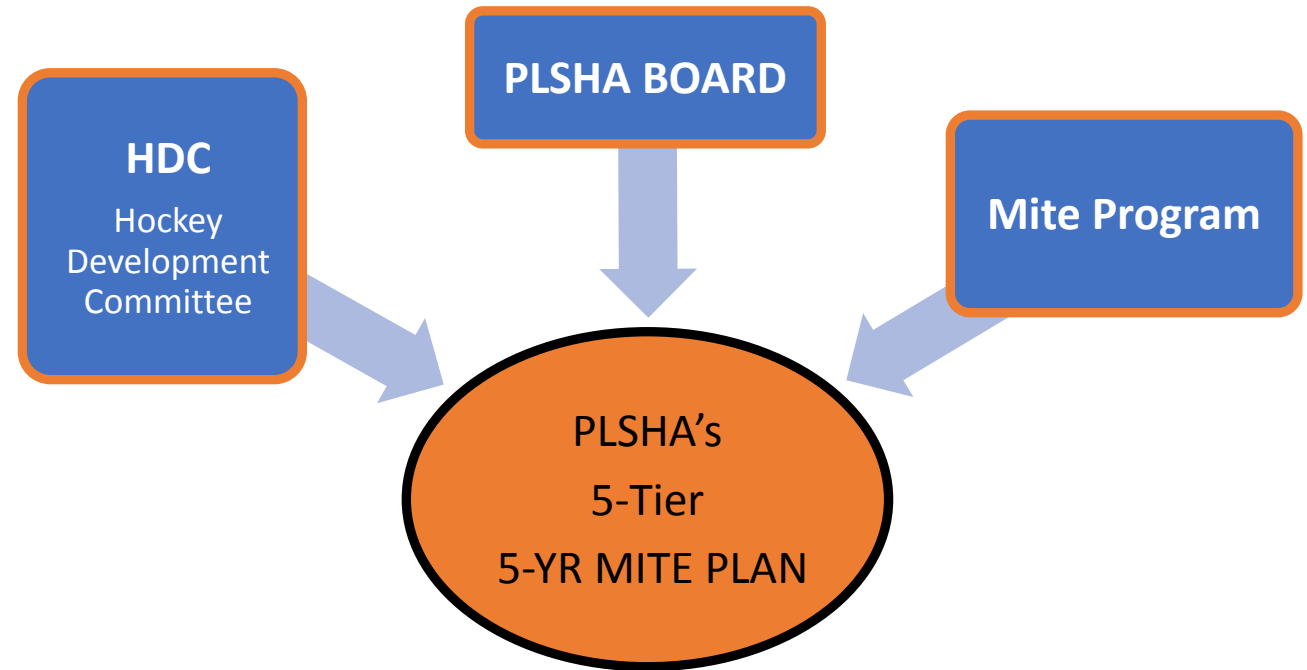 HDC
Hockey
Development
Committee
PLSHA BOARD
Mite Program
PLSHA’s
5-Tier
5-YR MITE PLAN